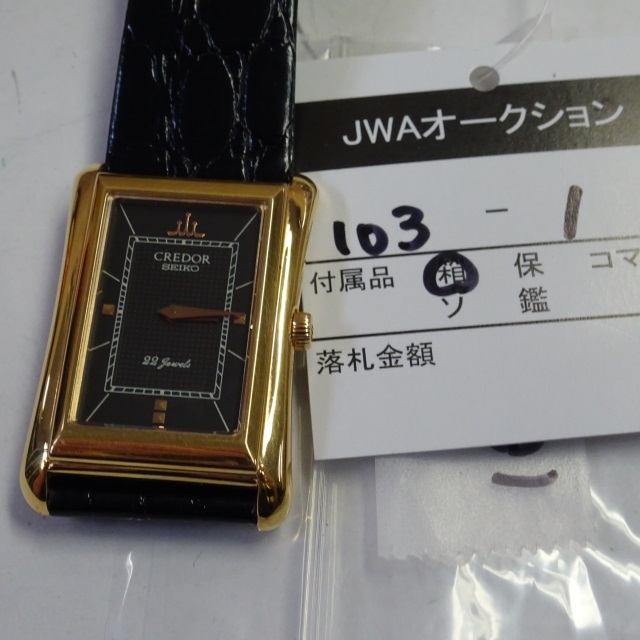 CREDOR
SEIKO
22 Jewels
JWAオークション
103 - 1
付属品 箱 保 コマ
ソ 鑑
落札金額